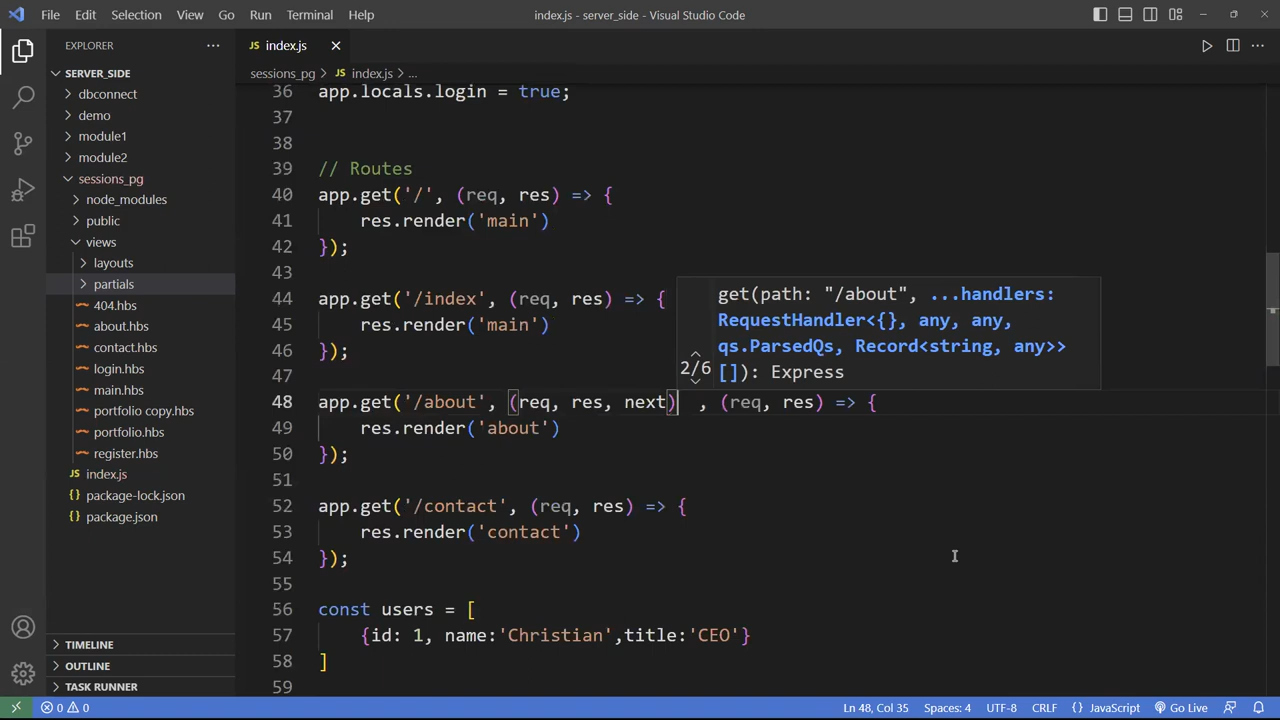 File Edit Selection View Go Run Terminal Help index.js - server_side - Visual Studio Code
EXPLORER
SERVER_SIDE
dbconnect
demo
module1
module2
sessions_pg
node_modules
public
views
layouts
partials
404.hbs
about.hbs
contact.hbs
login.hbs
main.hbs
portfolio copy.hbs
portfolio.hbs
register.hbs
JS index.js
{} package-lock.json
{} package.json
TIMELINE
OUTLINE
TASK RUNNER
JS index.js
sessions_pg > JS index.js > ...
36 app.locals.login = true;
37
38
39 // Routes
40 app.get('/', (req, res) => {
41 res.render('main')
42 });
43
44 app.get('/index', (req, res) => {
45 res.render('main')
46 });
47
get(path: "/about", ...handlers:
RequestHandler<{}, any, any,
qs.ParsedQs, Record<string, any>>
2/6 []): Express
48 app.get('/about', (req, res, next) , (req, res) => {
49 res.render('about')
50 });
51
52 app.get('/contact', (req, res) => {
53 res.render('contact')
54 });
55
56 const users = [
57 {id: 1, name:'Christian',title:'CEO'}
58 ]
59
0 0 Ln 48, Col 35 Spaces: 4 UTF-8 CRLF {} JavaScript Go Live